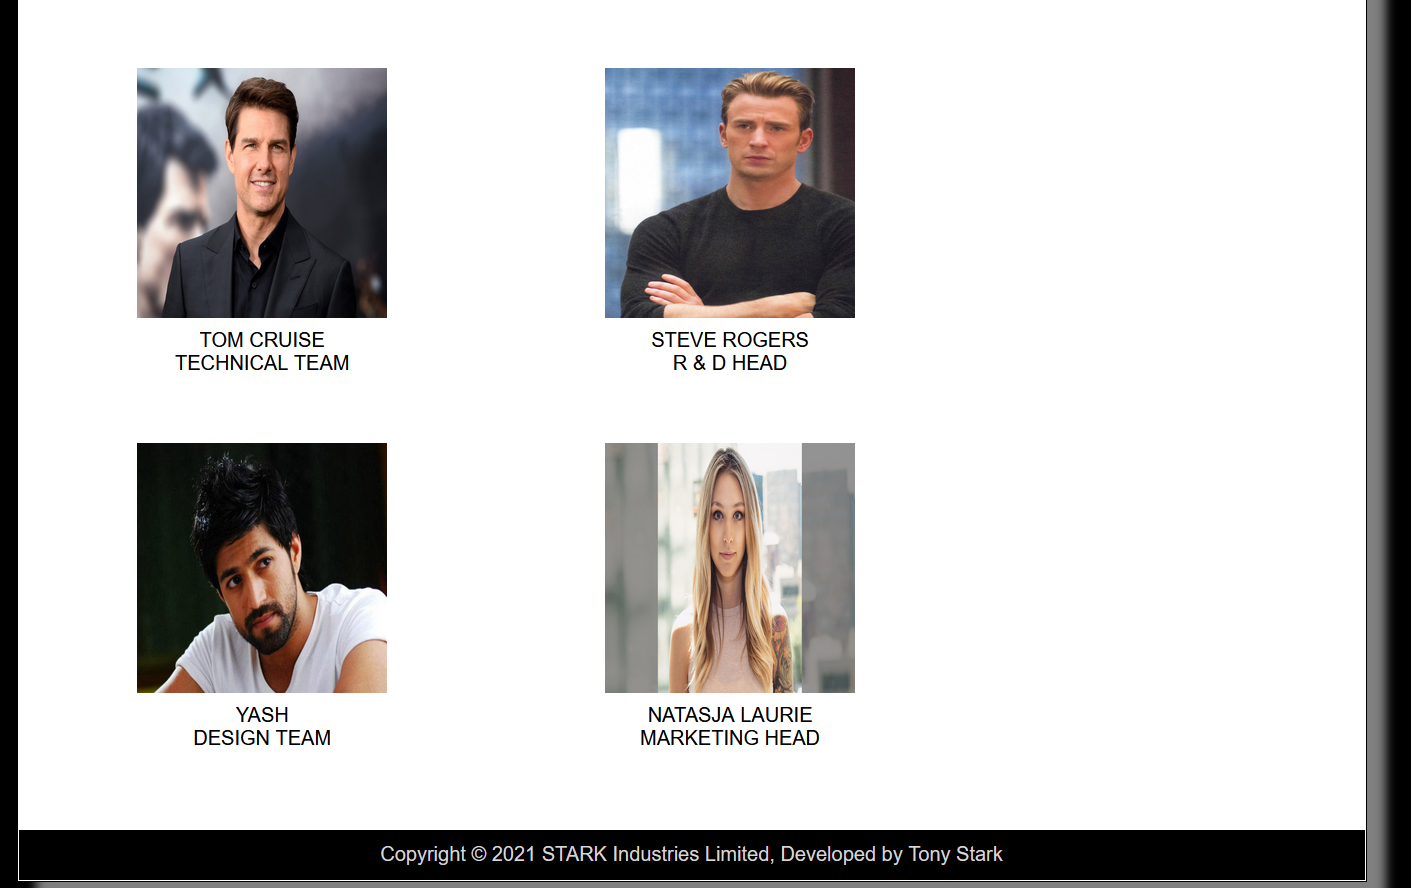 TOM CRUISE
TECHNICAL TEAM
STEVE ROGERS
R & D HEAD
YASH
DESIGN TEAM
NATASJA LAURIE
MARKETING HEAD
Copyright © 2021 STARK Industries Limited, Developed by Tony Stark